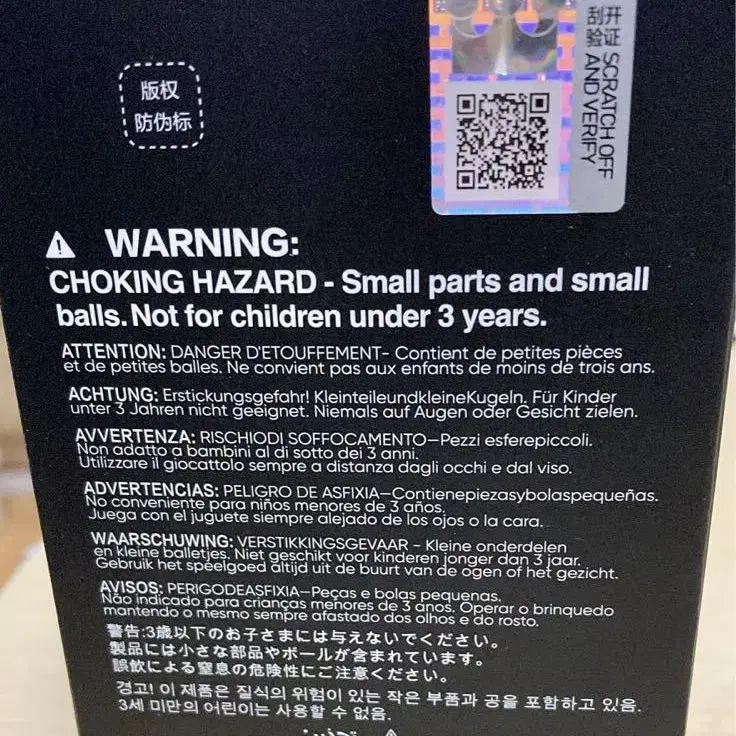 刮开
验证
SCRATCH OFF
AND VERIFY
版权
防伪标
WARNING:
CHOKING HAZARD - Small parts and small
balls. Not for children under 3 years.
ATTENTION: DANGER D'ETOUFFEMENT- Contient de petites pièces
et de petites balles. Ne convient pas aux enfants de moins de trois ans.
ACHTUNG: Erstickungsgefahr! KleinteileundkleineKugeln. Für Kinder
unter 3 Jahren nicht geeignet. Niemals auf Augen oder Gesicht zielen.
AVVERTENZA: RISCHIODI SOFFOCAMENTO—Pezzi esferepiccoli.
Non adatto a bambini al di sotto dei 3 anni.
Utilizzare il giocattolo sempre a distanza dagli occhi e dal viso.
ADVERTENCIAS: PELIGRO DE ASFIXIA—Contienepiezasybolaspequeñas.
No conveniente para niños menores de 3 años.
Juega con el juguete siempre alejado de los ojos o la cara.
WAARSCHUWING: VERSTIKKINGSGEVAAR - Kleine onderdelen
en kleine balletjes. Niet geschikt voor kinderen jonger dan 3 jaar.
Gebruik het speelgoed altijd uit de buurt van de ogen of het gezicht.
AVISOS: PERIGODEASFIXIA—Peças e bolas pequenas.
Não indicado para crianças menores de 3 anos. Operar o brinquedo
mantendo o mesmo sempre afastado dos olhos e do rosto.
警告:3歳以下のお子さまには与えないでください。
製品には小さな部品やボールが含まれています。
誤飲による窒息の危険性にご注意ください。
경고! 이 제품은 질식의 위험이 있는 작은 부품과 공을 포함하고 있음.
3세 미만의 어린이는 사용할 수 없음.